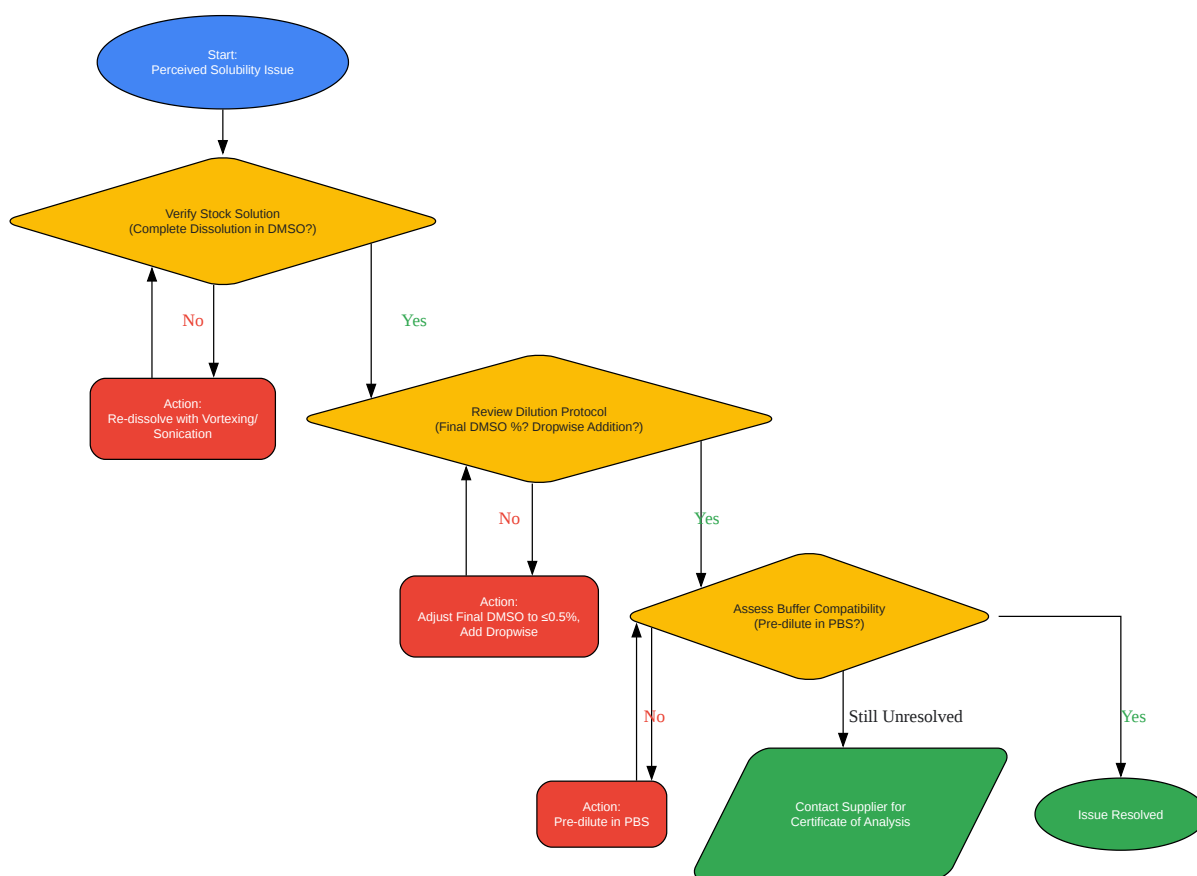 Start:
Perceived Solubility Issue
Verify Stock Solution
(Complete Dissolution in DMSO?)
No
Yes
Action:
Re-dissolve with Vortexing/
Sonication
Review Dilution Protocol
(Final DMSO %? Dropwise Addition?)
No
Yes
Action:
Adjust Final DMSO to ≤0.5%,
Add Dropwise
Assess Buffer Compatibility
(Pre-dilute in PBS?)
No
Still Unresolved
Yes
Action:
Pre-dilute in PBS
Contact Supplier for
Certificate of Analysis
Issue Resolved